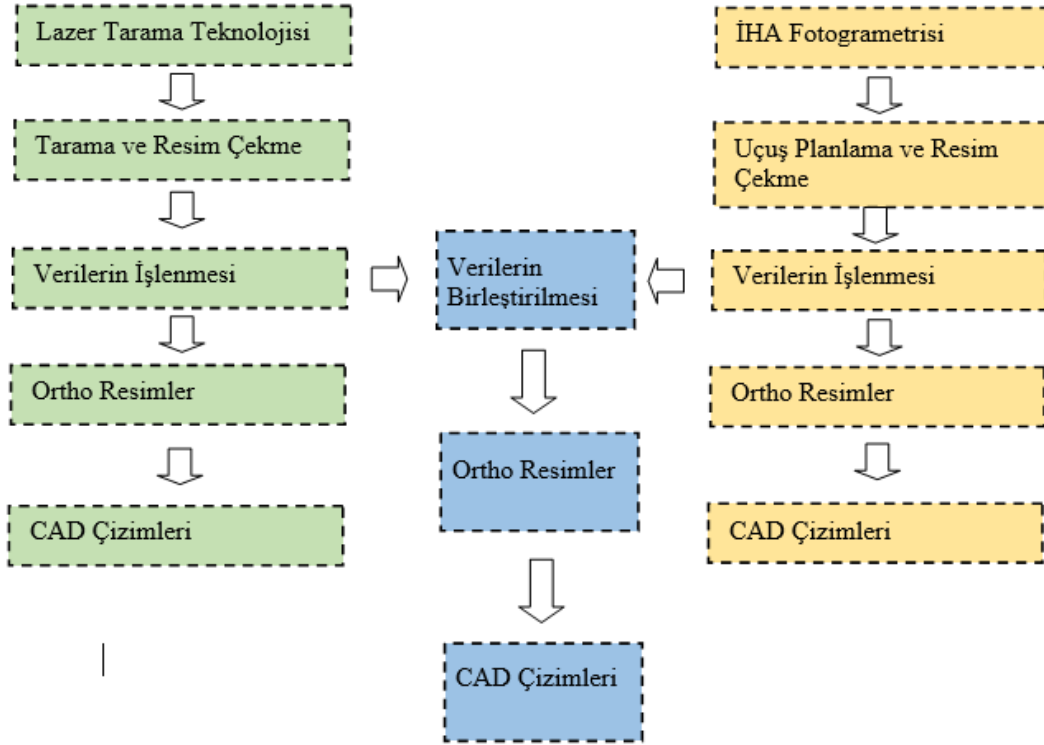 Lazer Tarama Teknolojisi
Tarama ve Resim Çekme
Verilerin İşlenmesi
Ortho Resimler
CAD Çizimleri
Verilerin
Birleştirilmesi
Ortho Resimler
CAD Çizimleri
İHA Fotogrametrisi
Uçuş Planlama ve Resim
Çekme
Verilerin İşlenmesi
Ortho Resimler
CAD Çizimleri